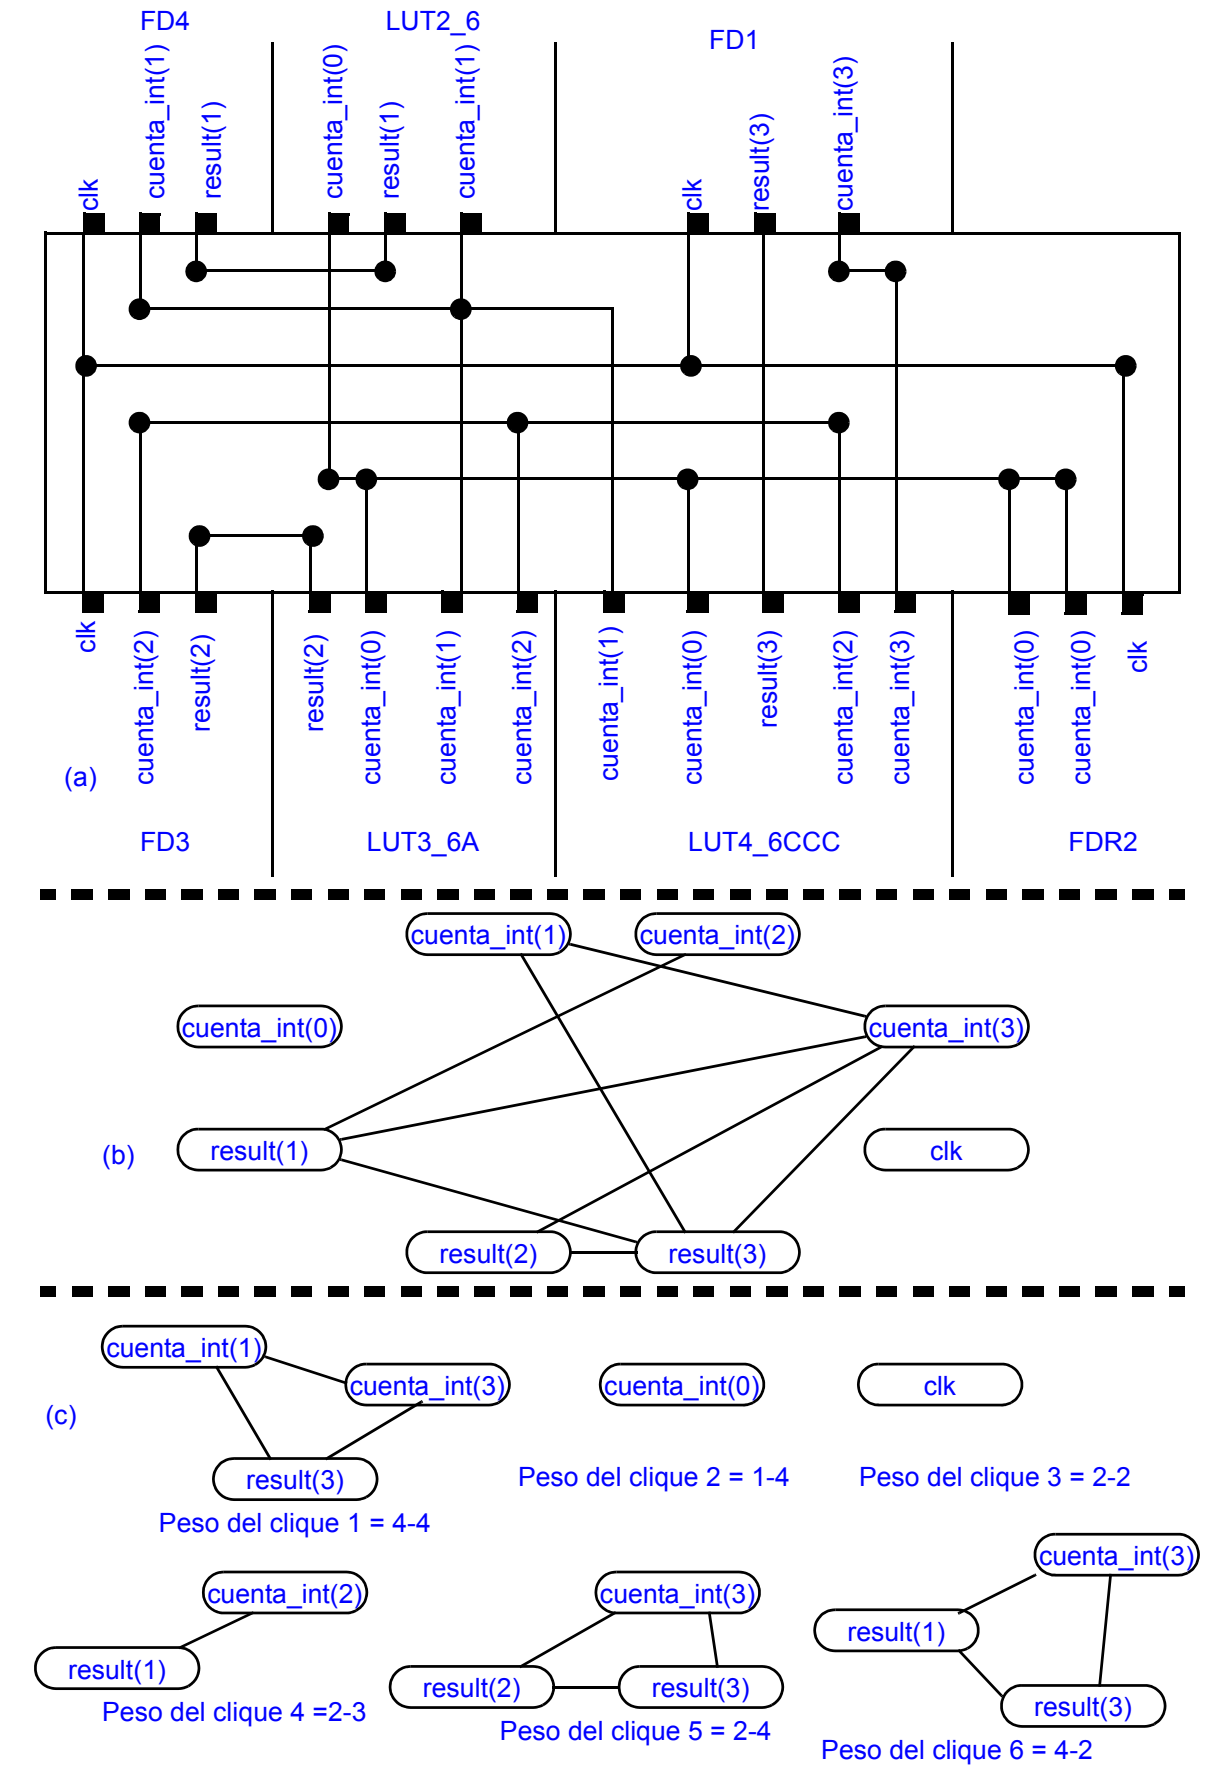 FD4
LUT2_6
FD1
clk
cuenta_int(1)
result(1)
cuenta_int(0)
result(1)
cuenta_int(1)
clk
result(3)
cuenta_int(3)
clk
cuenta_int(2)
result(2)
result(2)
cuenta_int(0)
cuenta_int(1)
cuenta_int(2)
cuenta_int(1)
cuenta_int(0)
result(3)
cuenta_int(2)
cuenta_int(3)
cuenta_int(0)
cuenta_int(0)
clk
(a)
FD3
LUT3_6A
LUT4_6CCC
FDR2
cuenta_int(1)
cuenta_int(2)
cuenta_int(0)
cuenta_int(3)
(b)
result(1)
clk
result(2)
result(3)
cuenta_int(1)
cuenta_int(3)
cuenta_int(0)
clk
(c)
result(3)
Peso del clique 2 = 1-4
Peso del clique 3 = 2-2
Peso del clique 1 = 4-4
cuenta_int(3)
cuenta_int(2)
cuenta_int(3)
result(1)
result(1)
result(2)
result(3)
result(3)
Peso del clique 4 =2-3
Peso del clique 5 = 2-4
Peso del clique 6 = 4-2